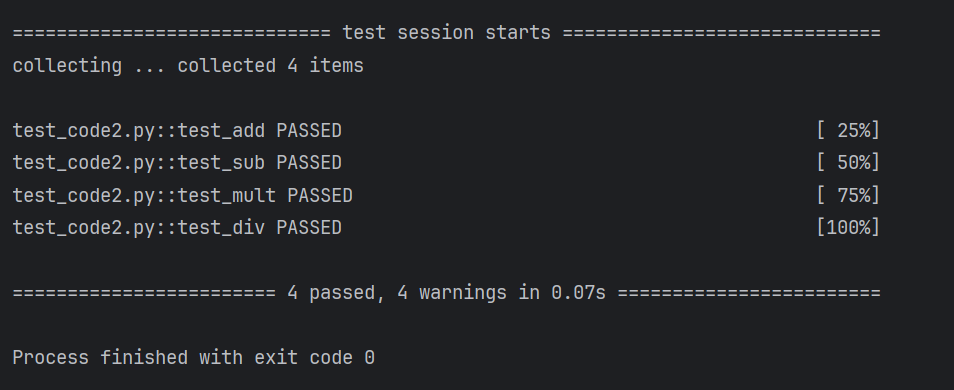 ============================= test session starts =============================
collecting ... collected 4 items
test_code2.py::test_add PASSED [ 25%]
test_code2.py::test_sub PASSED [ 50%]
test_code2.py::test_mult PASSED [ 75%]
test_code2.py::test_div PASSED [100%]
======================== 4 passed, 4 warnings in 0.07s ========================
Process finished with exit code 0